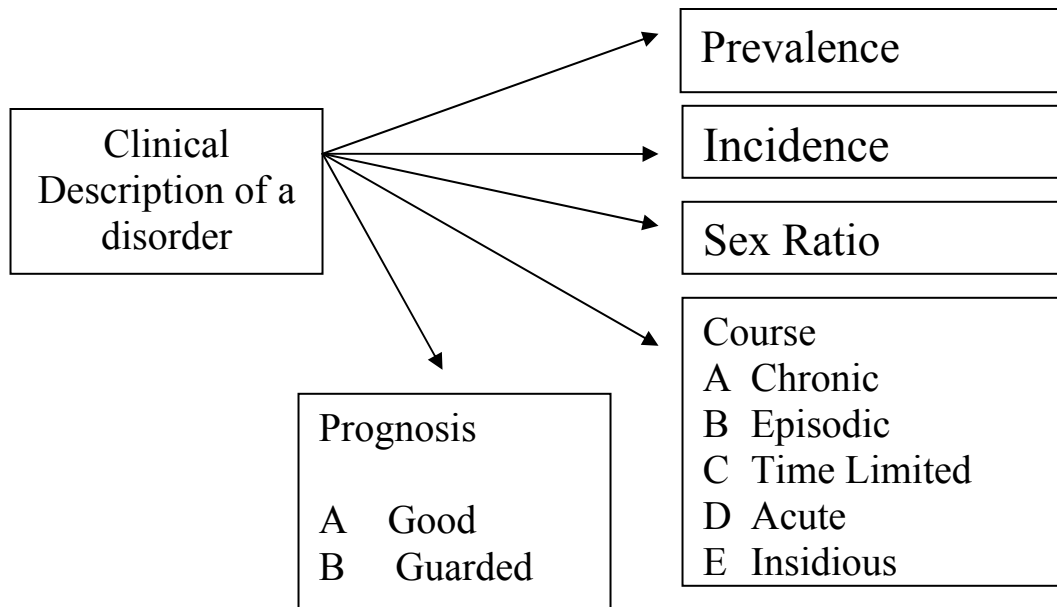 Clinical
Description of a
disorder
Prevalence
Incidence
Sex Ratio
Course
A Chronic
B Episodic
C Time Limited
D Acute
E Insidious
Prognosis
A Good
B Guarded